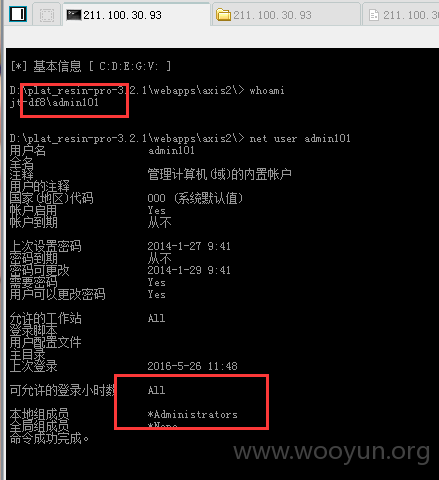 211.100.30.93 211.100.30.93 211.100.30
[*] 基本信息 [ C:D:E:G:V: ]
D:\plat_resin-pro-3.2.1\webapps\axis2\> whoami
jt-df8\admin101
D:\plat_resin-pro-3.2.1\webapps\axis2\> net user admin101
用户名 admin101
全名
注释 管理计算机(域)的内置帐户
用户的注释
国家(地区)代码 000 (系统默认值)
帐户启用 Yes
帐户到期 从不
上次设置密码 2014-1-27 9:41
密码到期 从不
密码可更改 2014-1-29 9:41
需要密码 Yes
用户可以更改密码 Yes
允许的工作站 All
登录脚本
用户配置文件
主目录
上次登录 2016-5-26 11:48
可允许的登录小时数 All
本地组成员 *Administrators
全局组成员 *None
命令成功完成。
www.wooyun.org